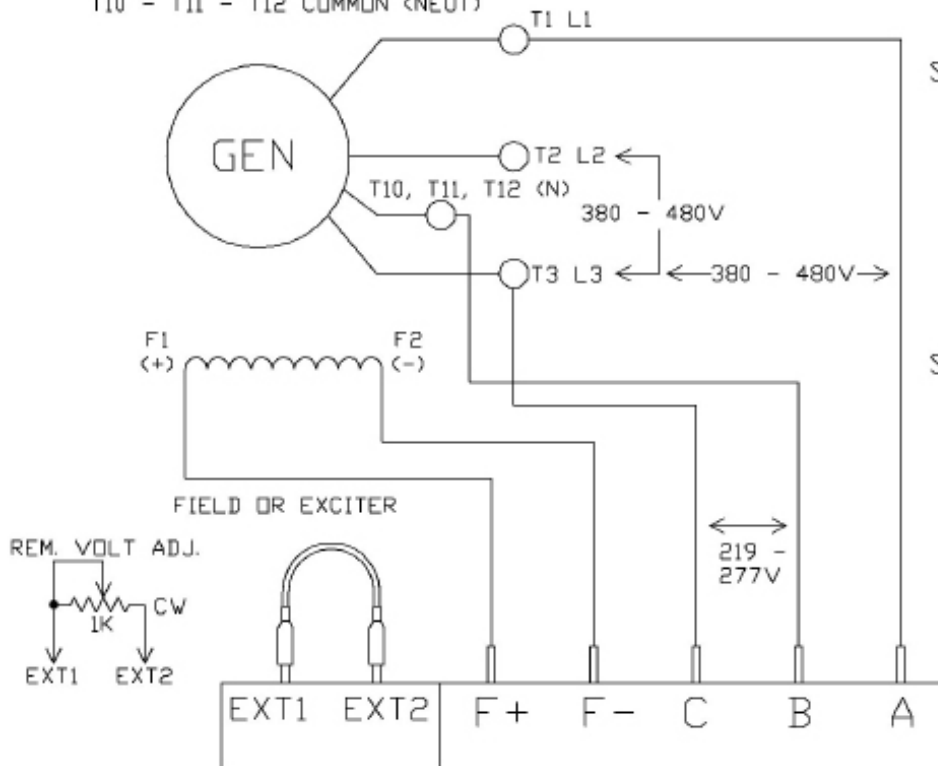 T10 - T11 - T12 COMMON (NEUT)
T1 L1
GEN
T2 L2
T10, T11, T12 (N)
380 - 480V
T3 L3
380 - 480V
F1
(+)
F2
(-)
FIELD OR EXCITER
REM. VOLT ADJ.
219 -
277V
CW
1K
EXT1 EXT2
EXT1 EXT2 F+ F- C B A